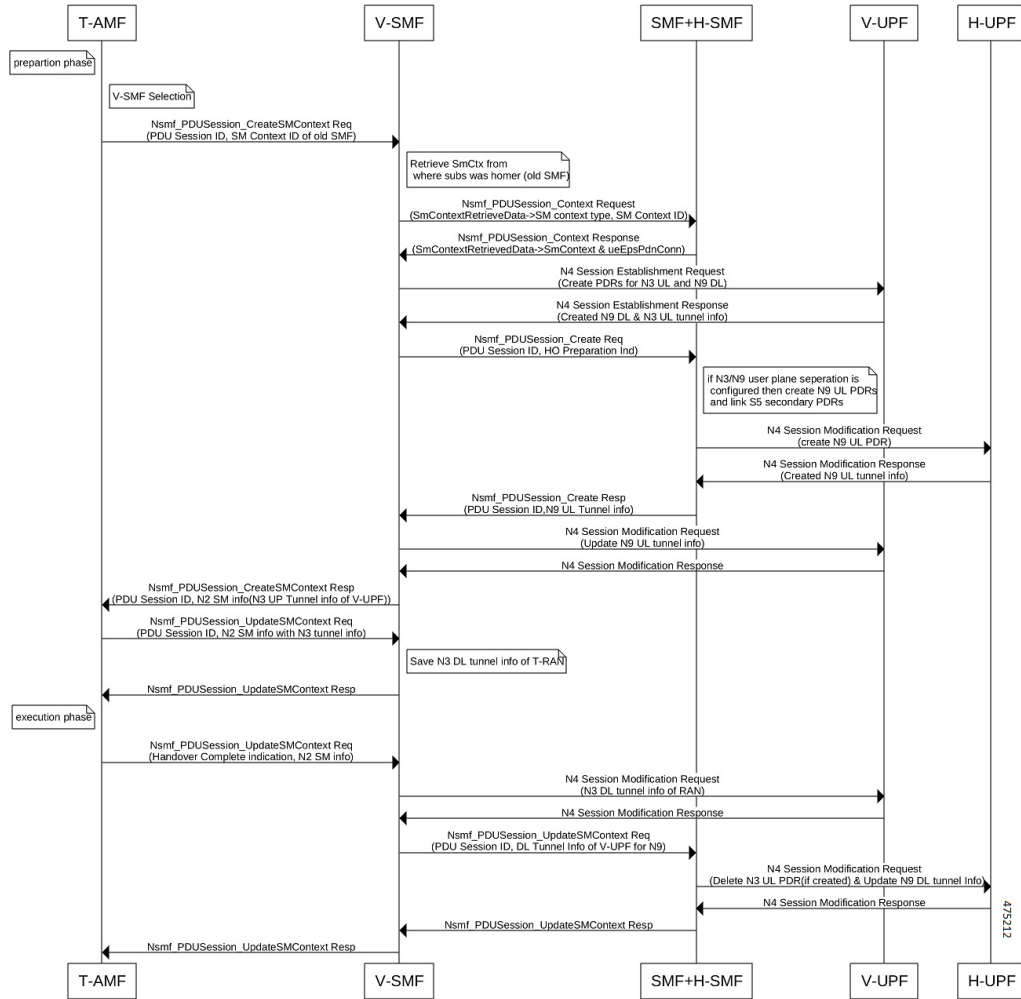 T-AMF
V-SMF
SMF+H-SMF
V-UPF
H-UPF
prepartion phase
V-SMF Selection
Nsmf_PDUSession_CreateSMContext Req
(PDU Session ID, SM Context ID of old SMF)
Retrieve SmCtx from
where subs was homer (old SMF)
Nsmf_PDUSession_Context Request
(SmContextRetrieveData->SM context type, SM Context ID)
Nsmf_PDUSession_Context Response
(SmContextRetrievedData->SmContext & ueEpsPdnConn)
N4 Session Establishment Request
(Create PDRs for N3 UL and N9 DL)
N4 Session Establishment Response
(Created N9 DL & N3 UL tunnel info)
Nsmf_PDUSession_Create Req
(PDU Session ID, HO Preparation Ind)
if N3/N9 user plane seperation is
configured then create N9 UL PDRs
and link S5 secondary PDRs
N4 Session Modification Request
(create N9 UL PDR)
N4 Session Modification Response
(Created N9 UL tunnel info)
Nsmf_PDUSession_Create Resp
(PDU Session ID,N9 UL Tunnel info)
N4 Session Modification Request
(Update N9 UL tunnel info)
N4 Session Modification Response
Nsmf_PDUSession_CreateSMContext Resp
(PDU Session ID, N2 SM info(N3 UP Tunnel info of V-UPF))
Nsmf_PDUSession_UpdateSMContext Req
(PDU Session ID, N2 SM info with N3 tunnel info)
Save N3 DL tunnel info of T-RAN
Nsmf_PDUSession_UpdateSMContext Resp
execution phase
Nsmf_PDUSession_UpdateSMContext Req
(Handover Complete indication, N2 SM info)
N4 Session Modification Request
(N3 DL tunnel info of RAN)
N4 Session Modification Response
Nsmf_PDUSession_UpdateSMContext Req
(PDU Session ID, DL Tunnel Info of V-UPF for N9)
N4 Session Modification Request
(Delete N3 UL PDR(if created) & Update N9 DL tunnel Info)
N4 Session Modification Response
Nsmf_PDUSession_UpdateSMContext Resp
Nsmf_PDUSession_UpdateSMContext Resp
475212
T-AMF
V-SMF
SMF+H-SMF
V-UPF
H-UPF